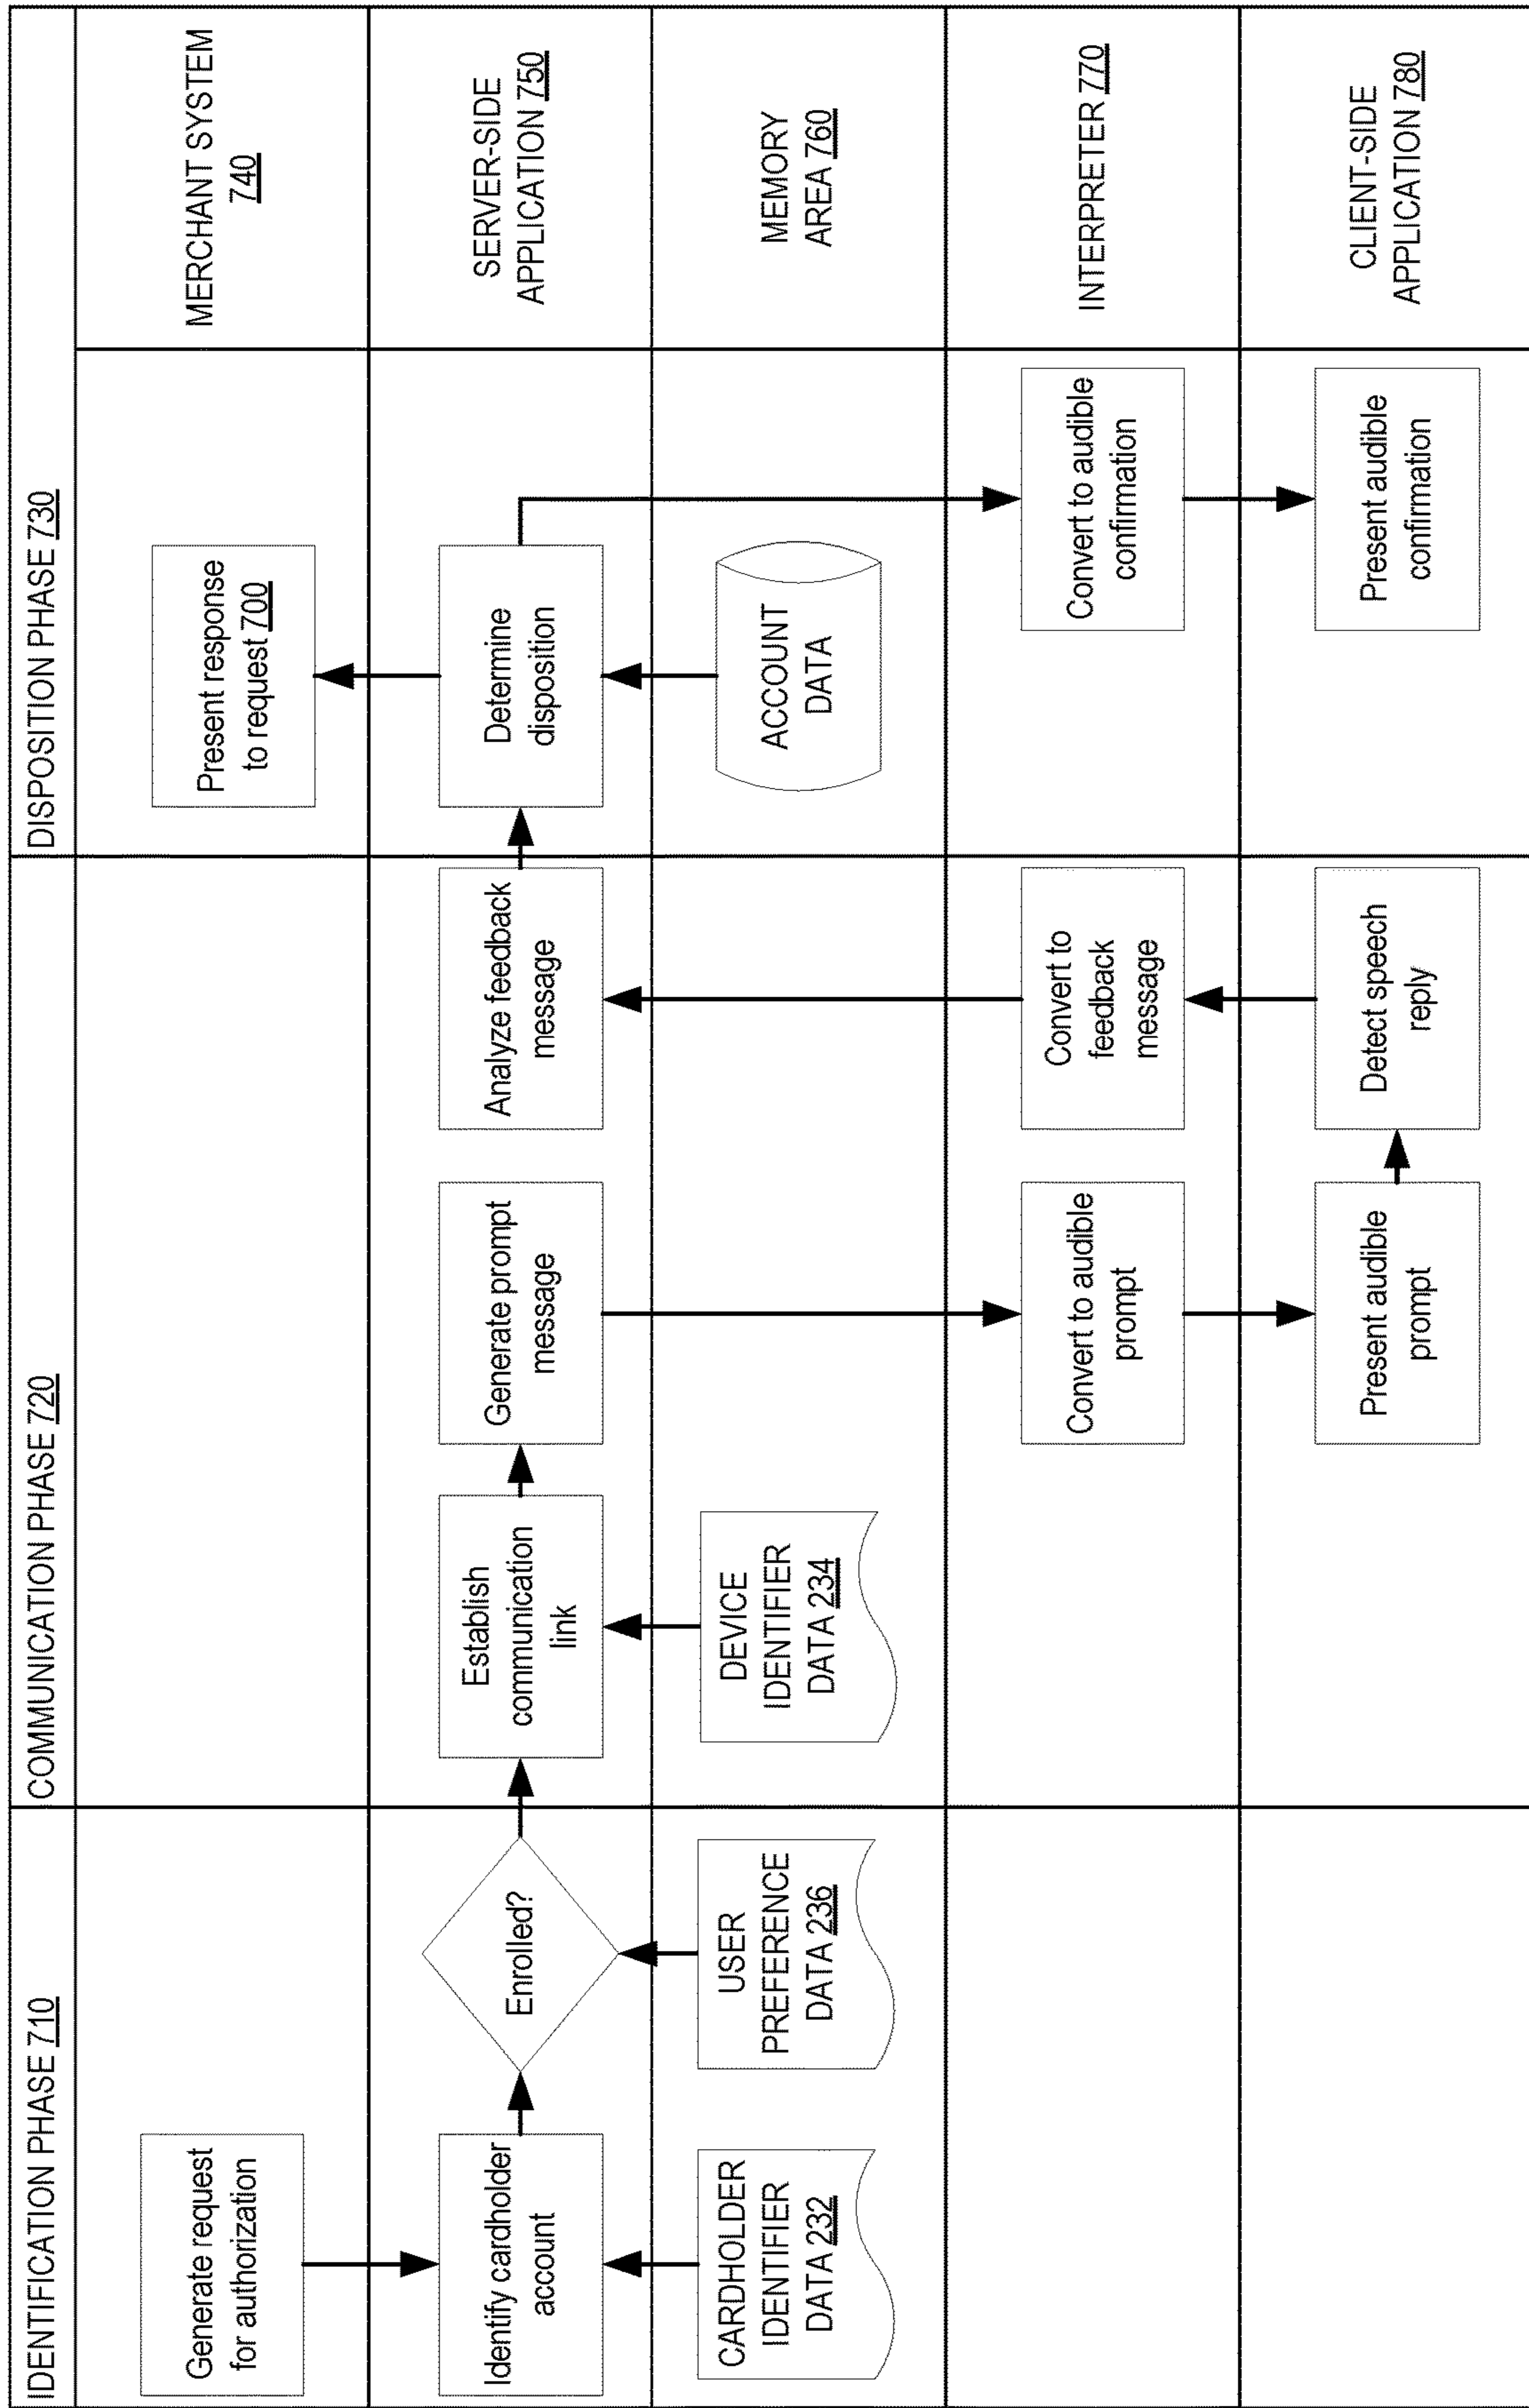 IDENTIFICATION PHASE 710
COMMUNICATION PHASE 720
DISPOSITION PHASE 730
Generate request
for authorization
Present response
to request 700
MERCHANT SYSTEM
740
Identify cardholder
account
Enrolled?
Establish
communication
link
Generate prompt
message
Analyze feedback
message
Determine
disposition
SERVER-SIDE
APPLICATION 750
CARDHOLDER
IDENTIFIER
DATA 232
USER
PREFERENCE
DATA 236
DEVICE
IDENTIFIER
DATA 234
ACCOUNT
DATA
MEMORY
AREA 760
Convert to audible
prompt
Convert to
feedback
message
Convert to audible
confirmation
INTERPRETER 770
Present audible
prompt
Detect speech
reply
Present audible
confirmation
CLIENT-SIDE
APPLICATION 780